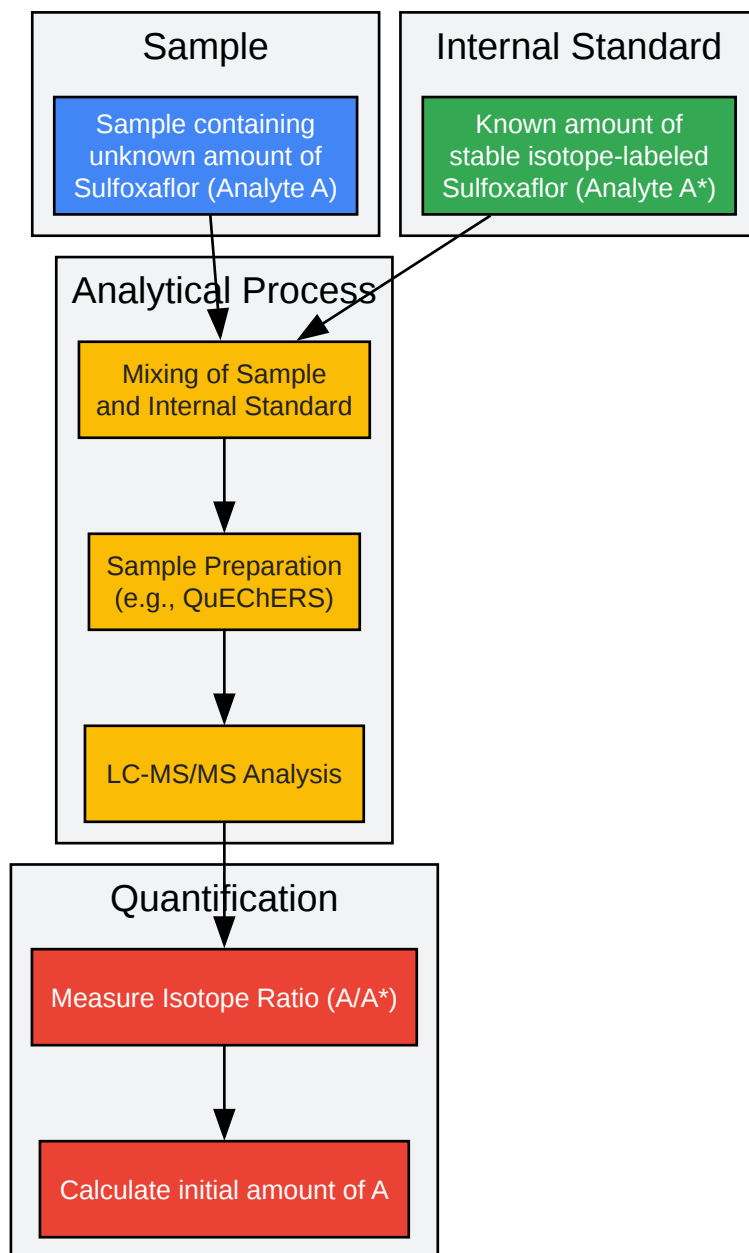 Sample
Internal Standard
Sample containing
unknown amount of
Sulfoxaflor (Analyte A)
Known amount of
stable isotope-labeled
Sulfoxaflor (Analyte A*)
Analytical Process
Mixing of Sample
and Internal Standard
Sample Preparation
(e.g., QuEChERS)
LC-MS/MS Analysis
Quantification
Measure Isotope Ratio (A/A*)
Calculate initial amount of A